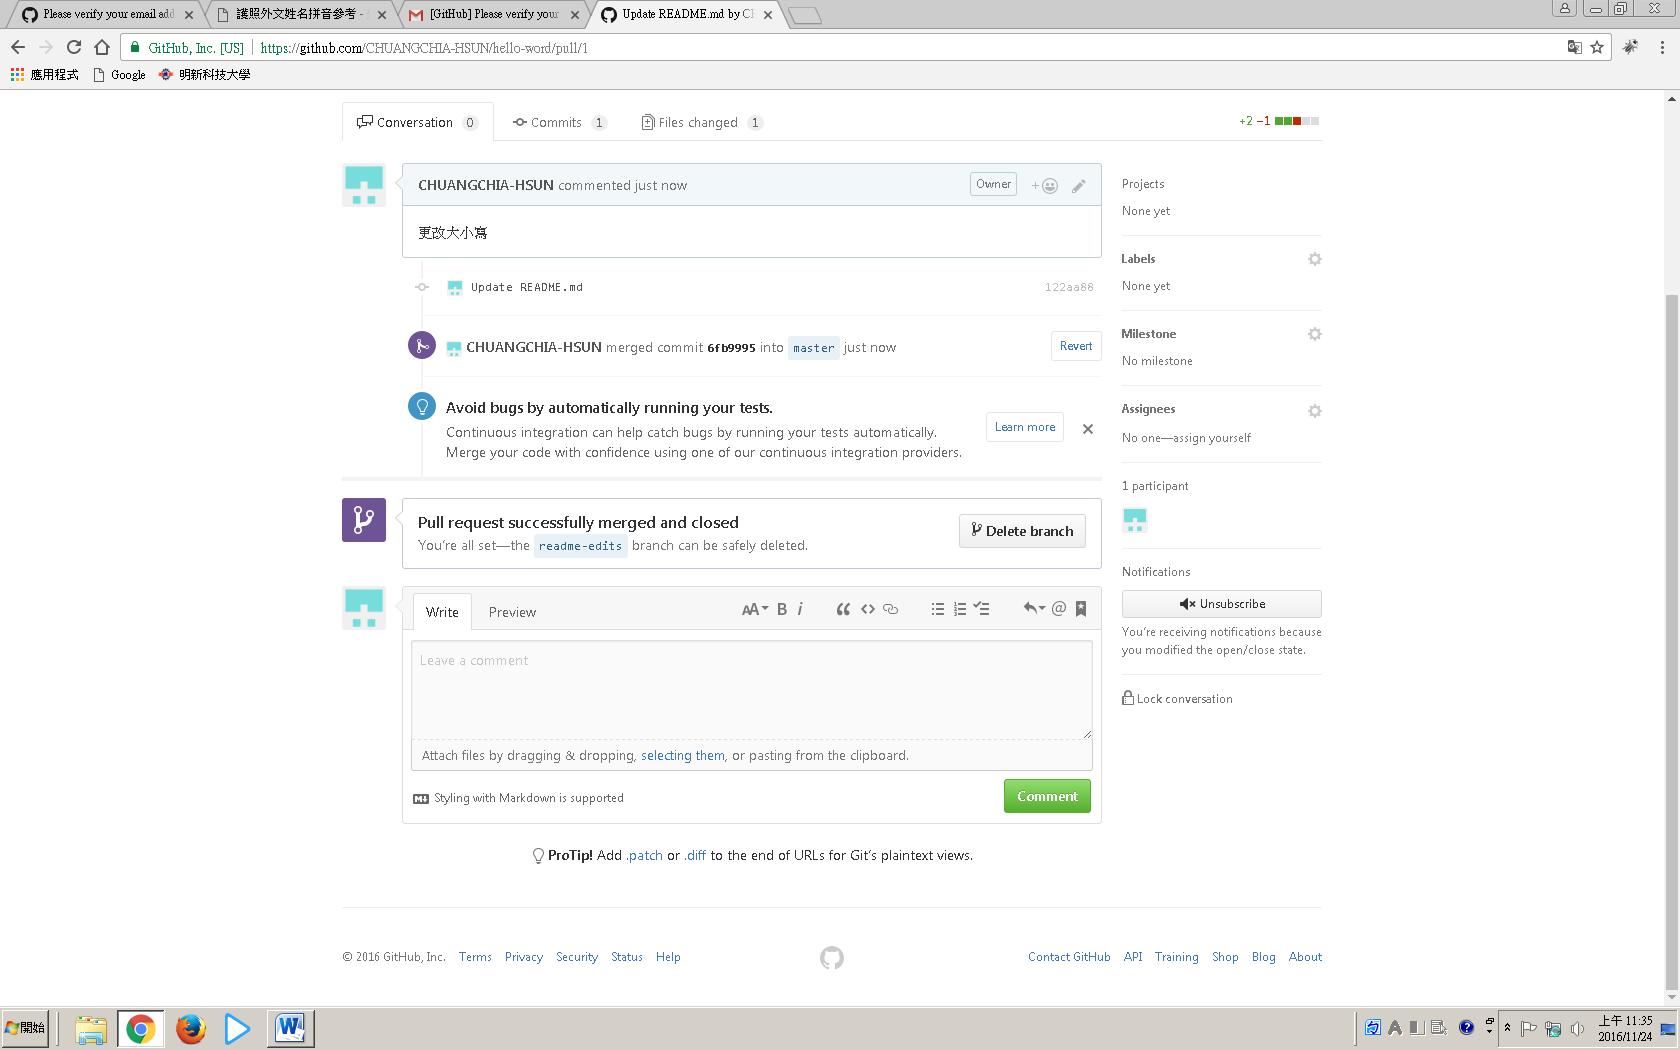 Please verify your email add
護照外文姓名拼音參考 -
[GitHub] Please verify your
Update README.md by CH
GitHub, Inc. [US]
https://github.com/CHUANGCHIA-HSUN/hello-word/pull/1
應用程式
Google
明新科技大學
Conversation 0
Commits 1
Files changed 1
+2 −1
CHUANGCHIA-HSUN commented just now
Owner
+
更改大小寫
Update README.md
122aa88
CHUANGCHIA-HSUN merged commit 6fb9995 into master just now
Revert
Avoid bugs by automatically running your tests.
Continuous integration can help catch bugs by running your tests automatically.
Merge your code with confidence using one of our continuous integration providers.
Learn more
Pull request successfully merged and closed
You’re all set—the readme-edits branch can be safely deleted.
Delete branch
Write
Preview
AA B i
Leave a comment
Attach files by dragging & dropping, selecting them, or pasting from the clipboard.
Styling with Markdown is supported
Comment
ProTip! Add .patch or .diff to the end of URLs for Git’s plaintext views.
Projects
None yet
Labels
None yet
Milestone
No milestone
Assignees
No one—assign yourself
1 participant
Notifications
Unsubscribe
You’re receiving notifications because
you modified the open/close state.
Lock conversation
© 2016 GitHub, Inc.
Terms
Privacy
Security
Status
Help
Contact GitHub
API
Training
Shop
Blog
About
開始
上午 11:35
2016/11/24